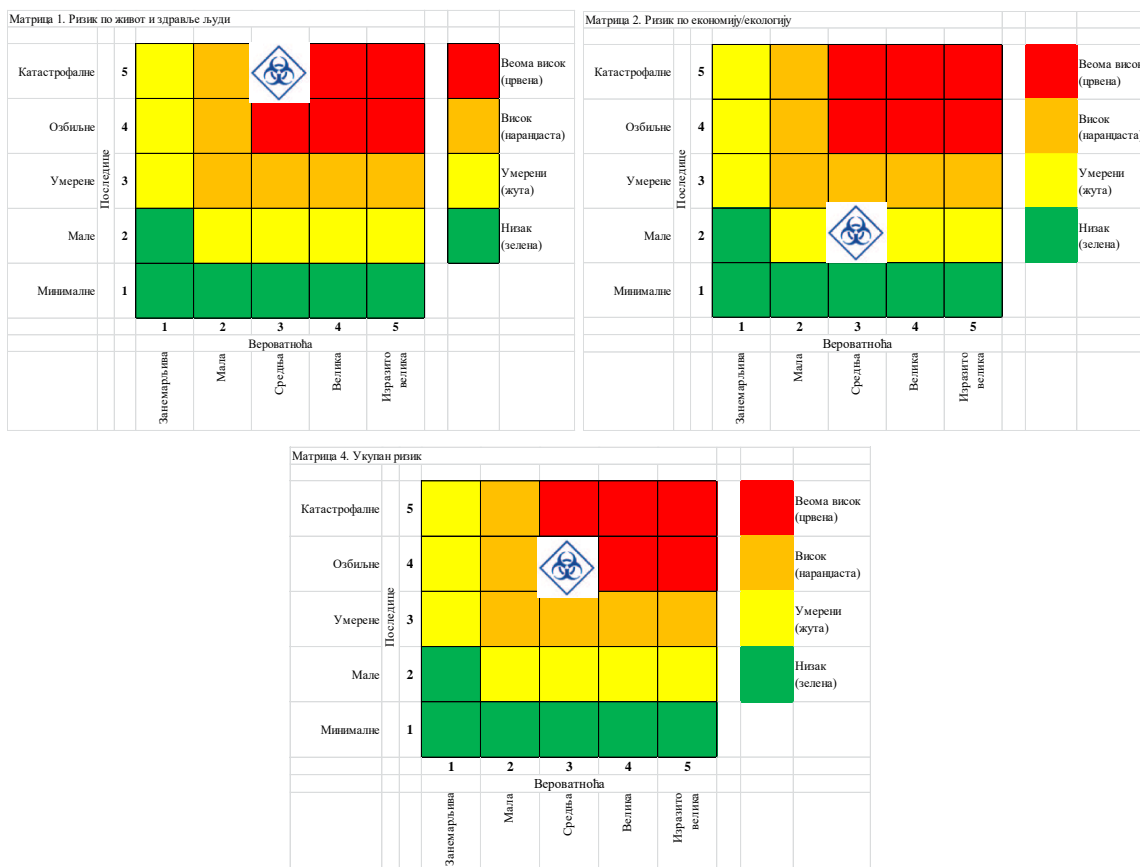 Матрица 1. Ризик по живот и здравље људи
Последице
Катастрофалне 5
Озбиљне 4
Умерене 3
Мале 2
Минималне 1
1 2 3 4 5
Вероватноћа
Занемарљива
Мала
Средња
Велика
Изразито
велика
Веома висок
(црвена)
Висок
(наранџаста)
Умерени
(жута)
Низак
(зелена)
Матрица 2. Ризик по економију/екологију
Последице
Катастрофалне 5
Озбиљне 4
Умерене 3
Мале 2
Минималне 1
1 2 3 4 5
Вероватноћа
Занемарљива
Мала
Средња
Велика
Изразито
велика
Веома висок
(црвена)
Висок
(наранџаста)
Умерени
(жута)
Низак
(зелена)
Матрица 4. Укупан ризик
Последице
Катастрофалне 5
Озбиљне 4
Умерене 3
Мале 2
Минималне 1
1 2 3 4 5
Вероватноћа
Занемарљива
Мала
Средња
Велика
Изразито
велика
Веома висок
(црвена)
Висок
(наранџаста)
Умерени
(жута)
Низак
(зелена)